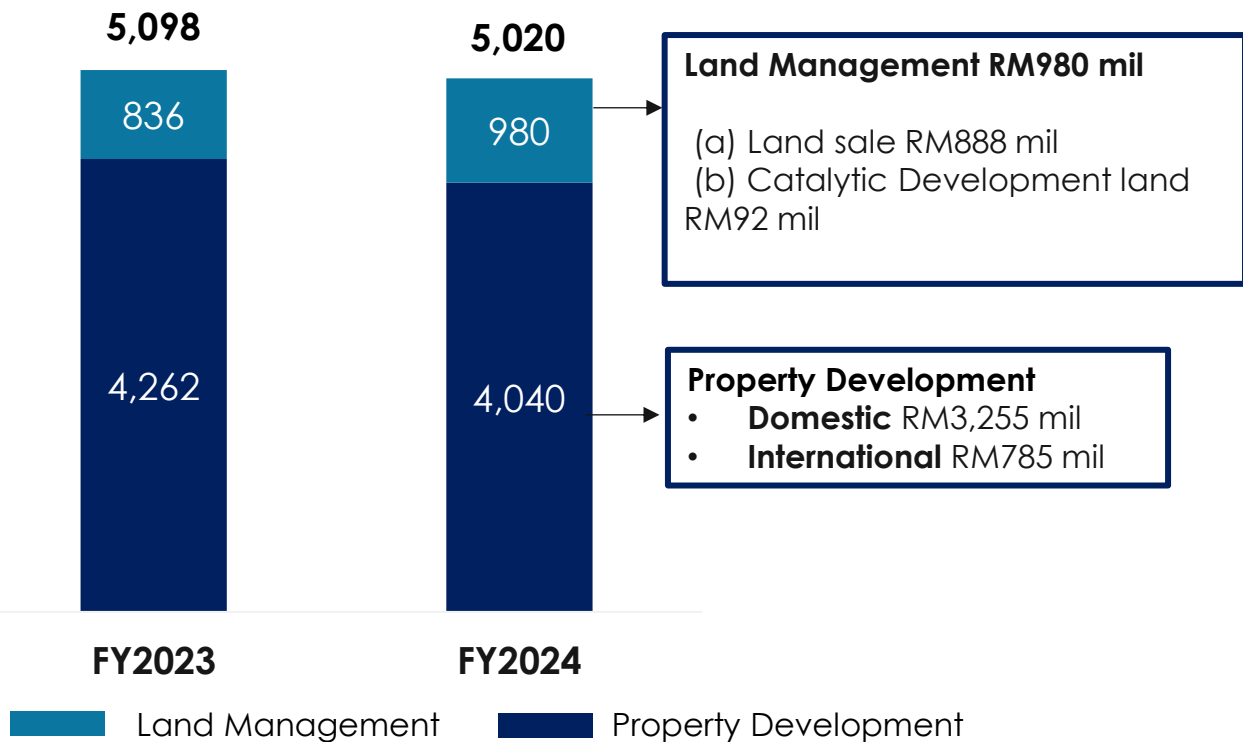 5,098
836
4,262
FY2023
5,020
980
4,040
FY2024
Land Management RM980 mil
(a) Land sale RM888 mil
(b) Catalytic Development land
RM92 mil
Property Development
• Domestic RM3,255 mil
• International RM785 mil
Land Management
Property Development